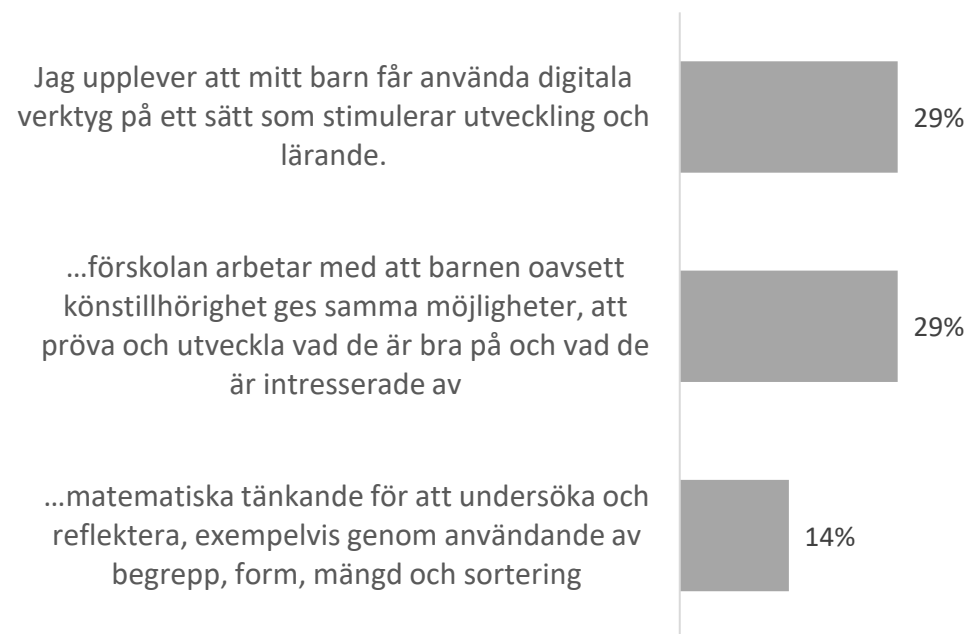 Jag upplever att mitt barn får använda digitala
verktyg på ett sätt som stimulerar utveckling och
lärande.
29%
...förskolan arbetar med att barnen oavsett
könstillhörighet ges samma möjligheter, att
pröva och utveckla vad de är bra på och vad de
är intresserade av
29%
...matematiska tänkande för att undersöka och
reflektera, exempelvis genom användande av
begrepp, form, mängd och sortering
14%